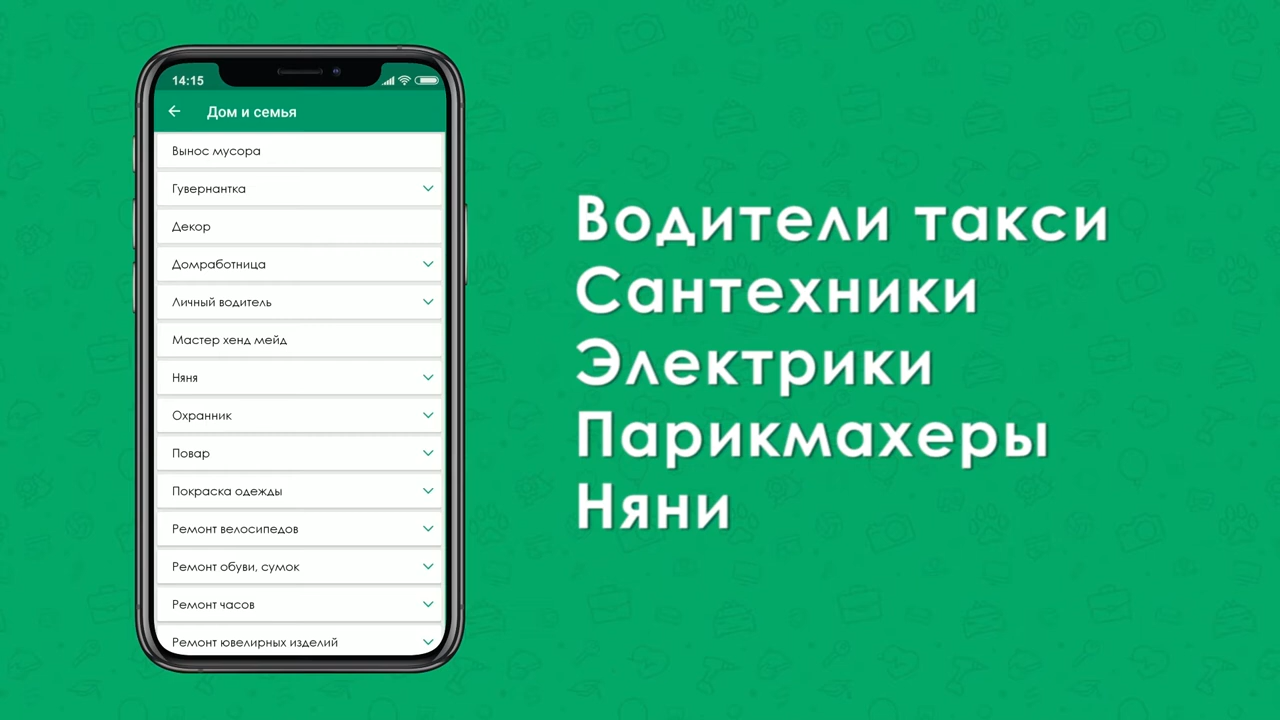 14:15
Дом и семья
Вынос мусора
Гувернантка
Декор
Домработница
Личный водитель
Мастер хенд мейд
Няня
Охранник
Повар
Покраска одежды
Ремонт велосипедов
Ремонт обуви, сумок
Ремонт часов
Ремонт ювелирных изделий
Водители такси
Сантехники
Электрики
Парикмахеры
Няни